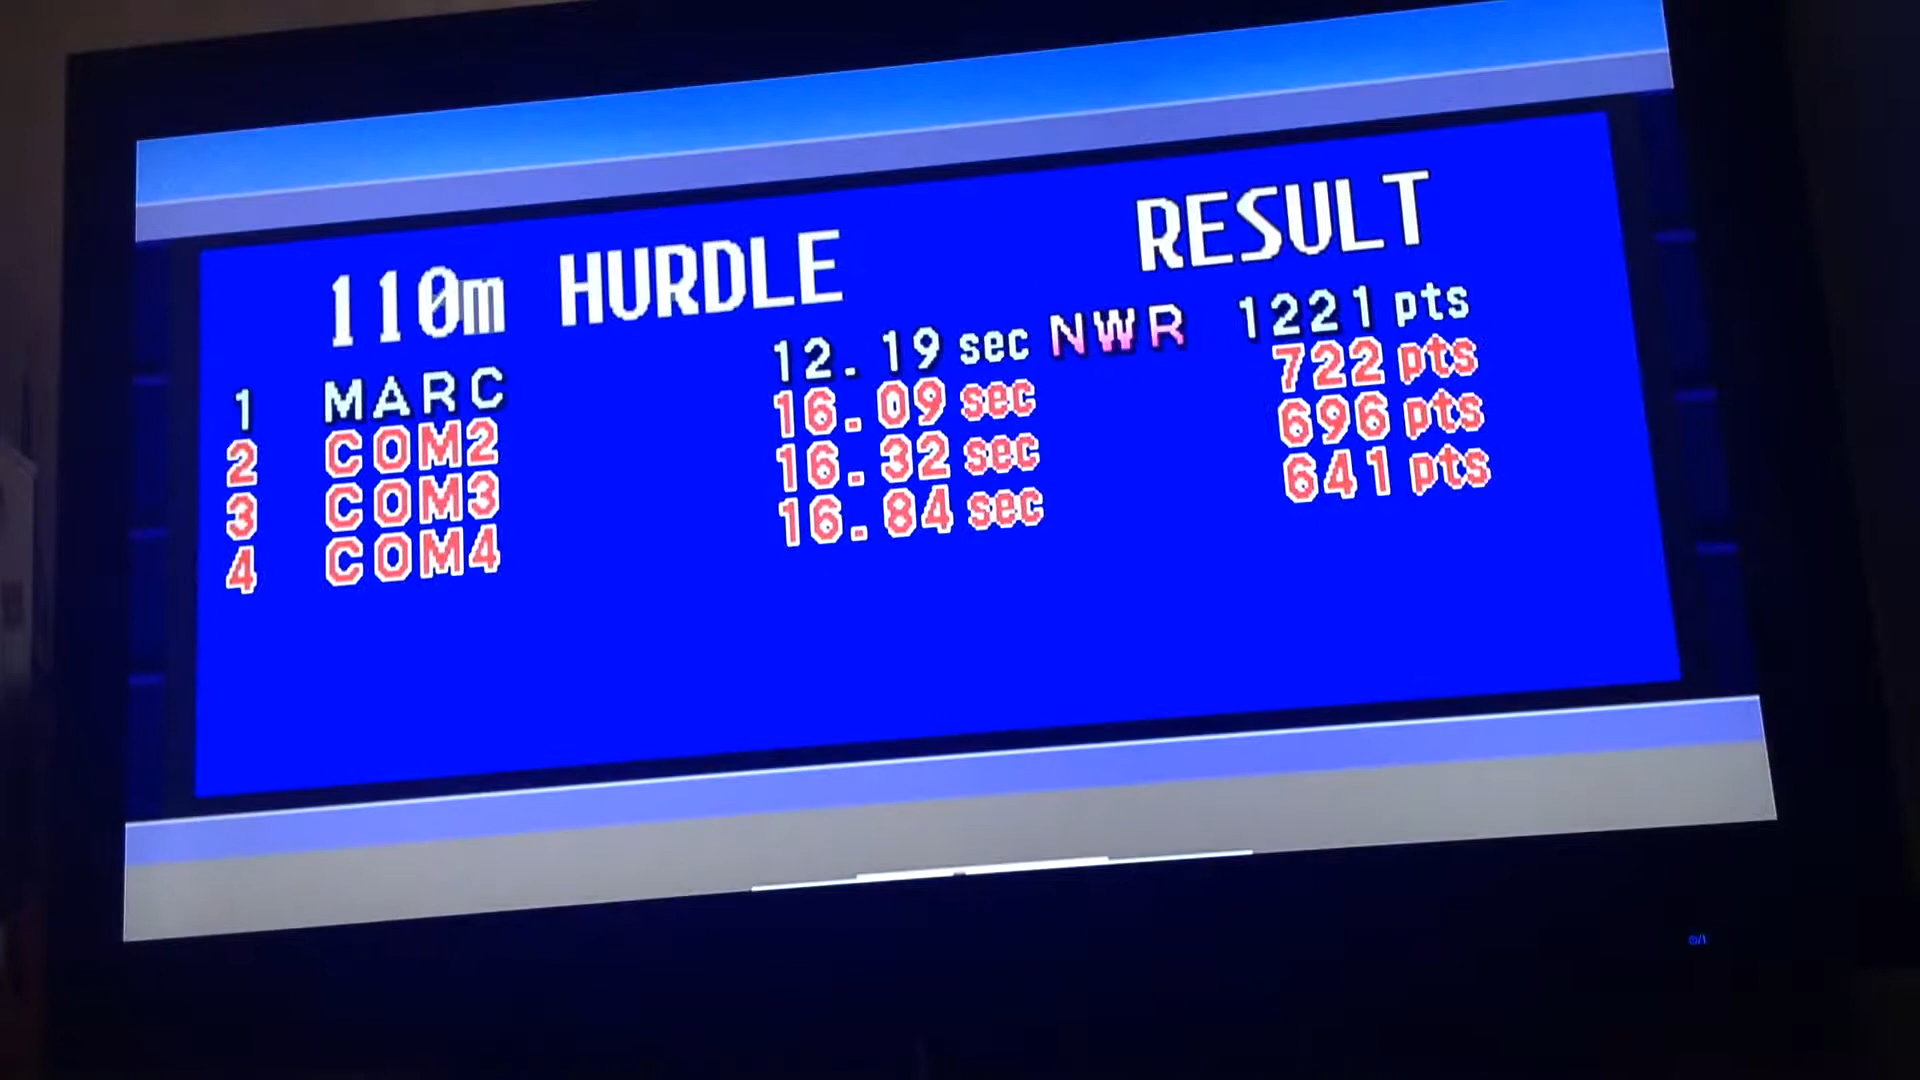 110m HURDLE RESULT
1 MARC 12.19 sec NWR 1221 pts
2 COM2 16.09 sec 722 pts
3 COM3 16.32 sec 696 pts
4 COM4 16.84 sec 641 pts